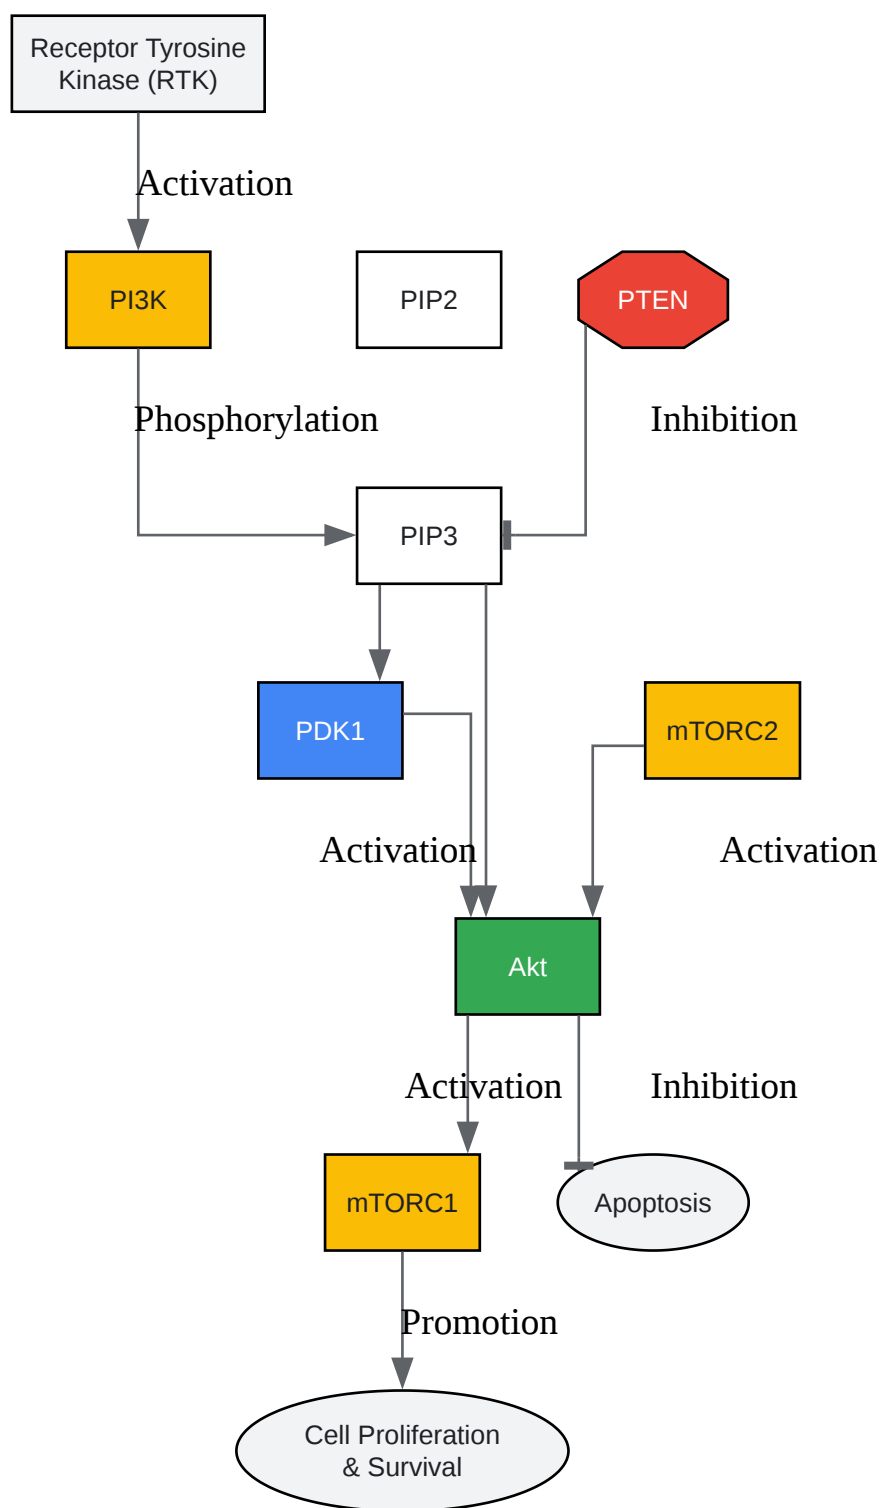 Receptor Tyrosine
Kinase (RTK)
Activation
PI3K
PIP2
PTEN
Phosphorylation
Inhibition
PIP3
PDK1
mTORC2
Activation
Activation
Akt
Activation
Inhibition
mTORC1
Apoptosis
Promotion
Cell Proliferation
& Survival